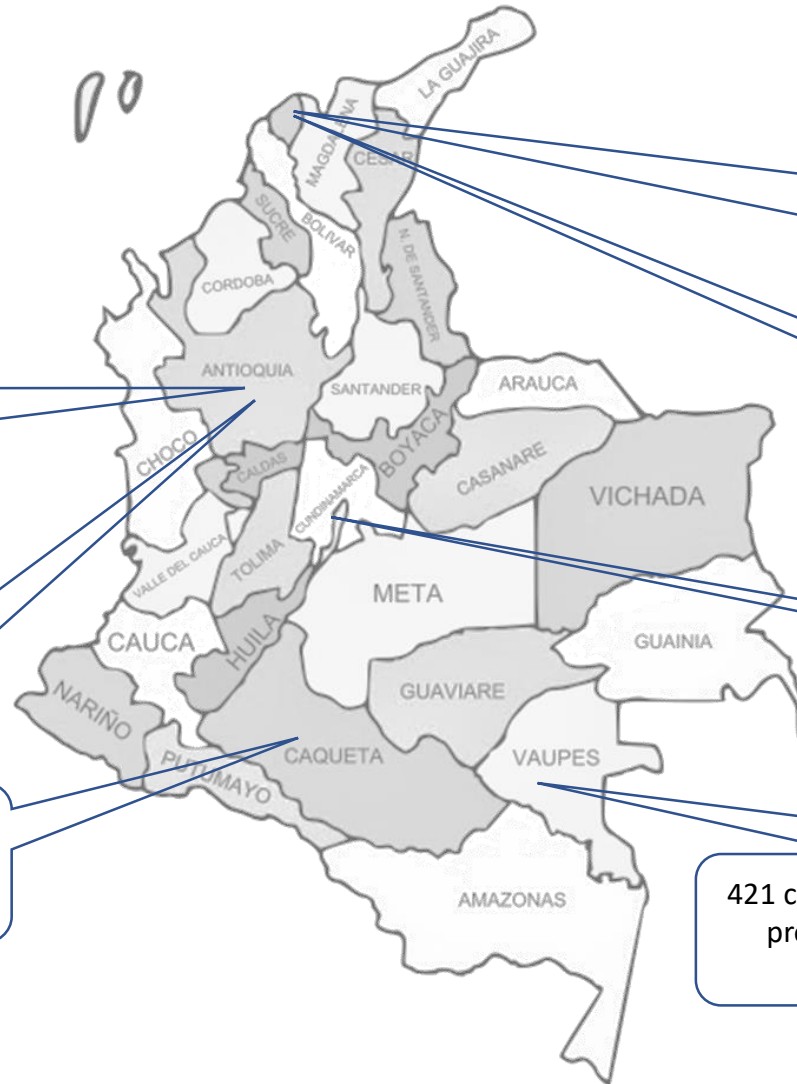 LA GUAJIRA
MAGDALENA
CESAR
SUCRE
BOLIVAR
N. DE SANTANDER
CORDOBA
ANTIOQUIA
SANTANDER
ARAUCA
CHOCO
CALDAS
BOYACA
CASANARE
CUNDINAMARCA
VICHADA
VALLE DEL CAUCA
TOLIMA
META
CAUCA
HUILA
GUAINIA
GUAVIARE
NARIÑO
CAQUETA
VAUPES
PUTUMAYO
AMAZONAS
421 c
pro